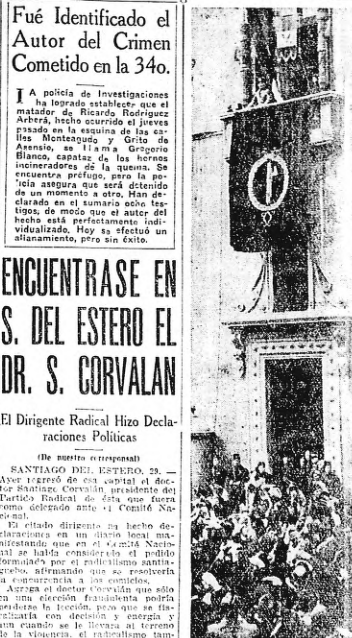 Fué Identificado el
Autor del Crimen
Cometido en la 34o.
LA policía de Investigaciones
ha logrado establecer que el
matador de Ricardo Rodríguez
Arberá, hecho ocurrido el jueves
pasado en la esquina de las ca-
lles Monteagudo y Grito de
Asensio, se llama Gregorio
Blanco, capataz de los hornos
incineradores de la quema. Se
encuentra prófugo, pero la po-
licía asegura que será detenido
de un momento a otro. Han de-
clarado en el sumario ocho tes-
tigos, de modo que el autor del
hecho está perfectamente indi-
vidualizado. Hoy se efectuó un
allanamiento, pero sin éxito.
ENCUENTRASE EN
S. DEL ESTERO EL
DR. S. CORVALAN
El Dirigente Radical Hizo Decla-
raciones Políticas
(De nuestro corresponsal)
SANTIAGO DEL ESTERO, 29. —
Ayer regresó de esa capital el doc-
tor Santiago Corvalán, presidente del
Partido Radical de ésta que fuera
como delegado ante el Comité Na-
cional.
El citado dirigente ha hecho de-
claraciones en un diario local ma-
nifestando que en el Comité Nacio-
nal se había considerado el pedido
formulado por el radicalismo santia-
gueño, afirmando que se resolvería
la concurrencia a los comicios.
Agrega el doctor Corvalán que sólo
en una elección fraudulenta podría
perderse la lección, pero que se fis-
calizaría con decisión y energía y
aun cuando se le llevara al terreno
de la violencia, el radicalismo tam-